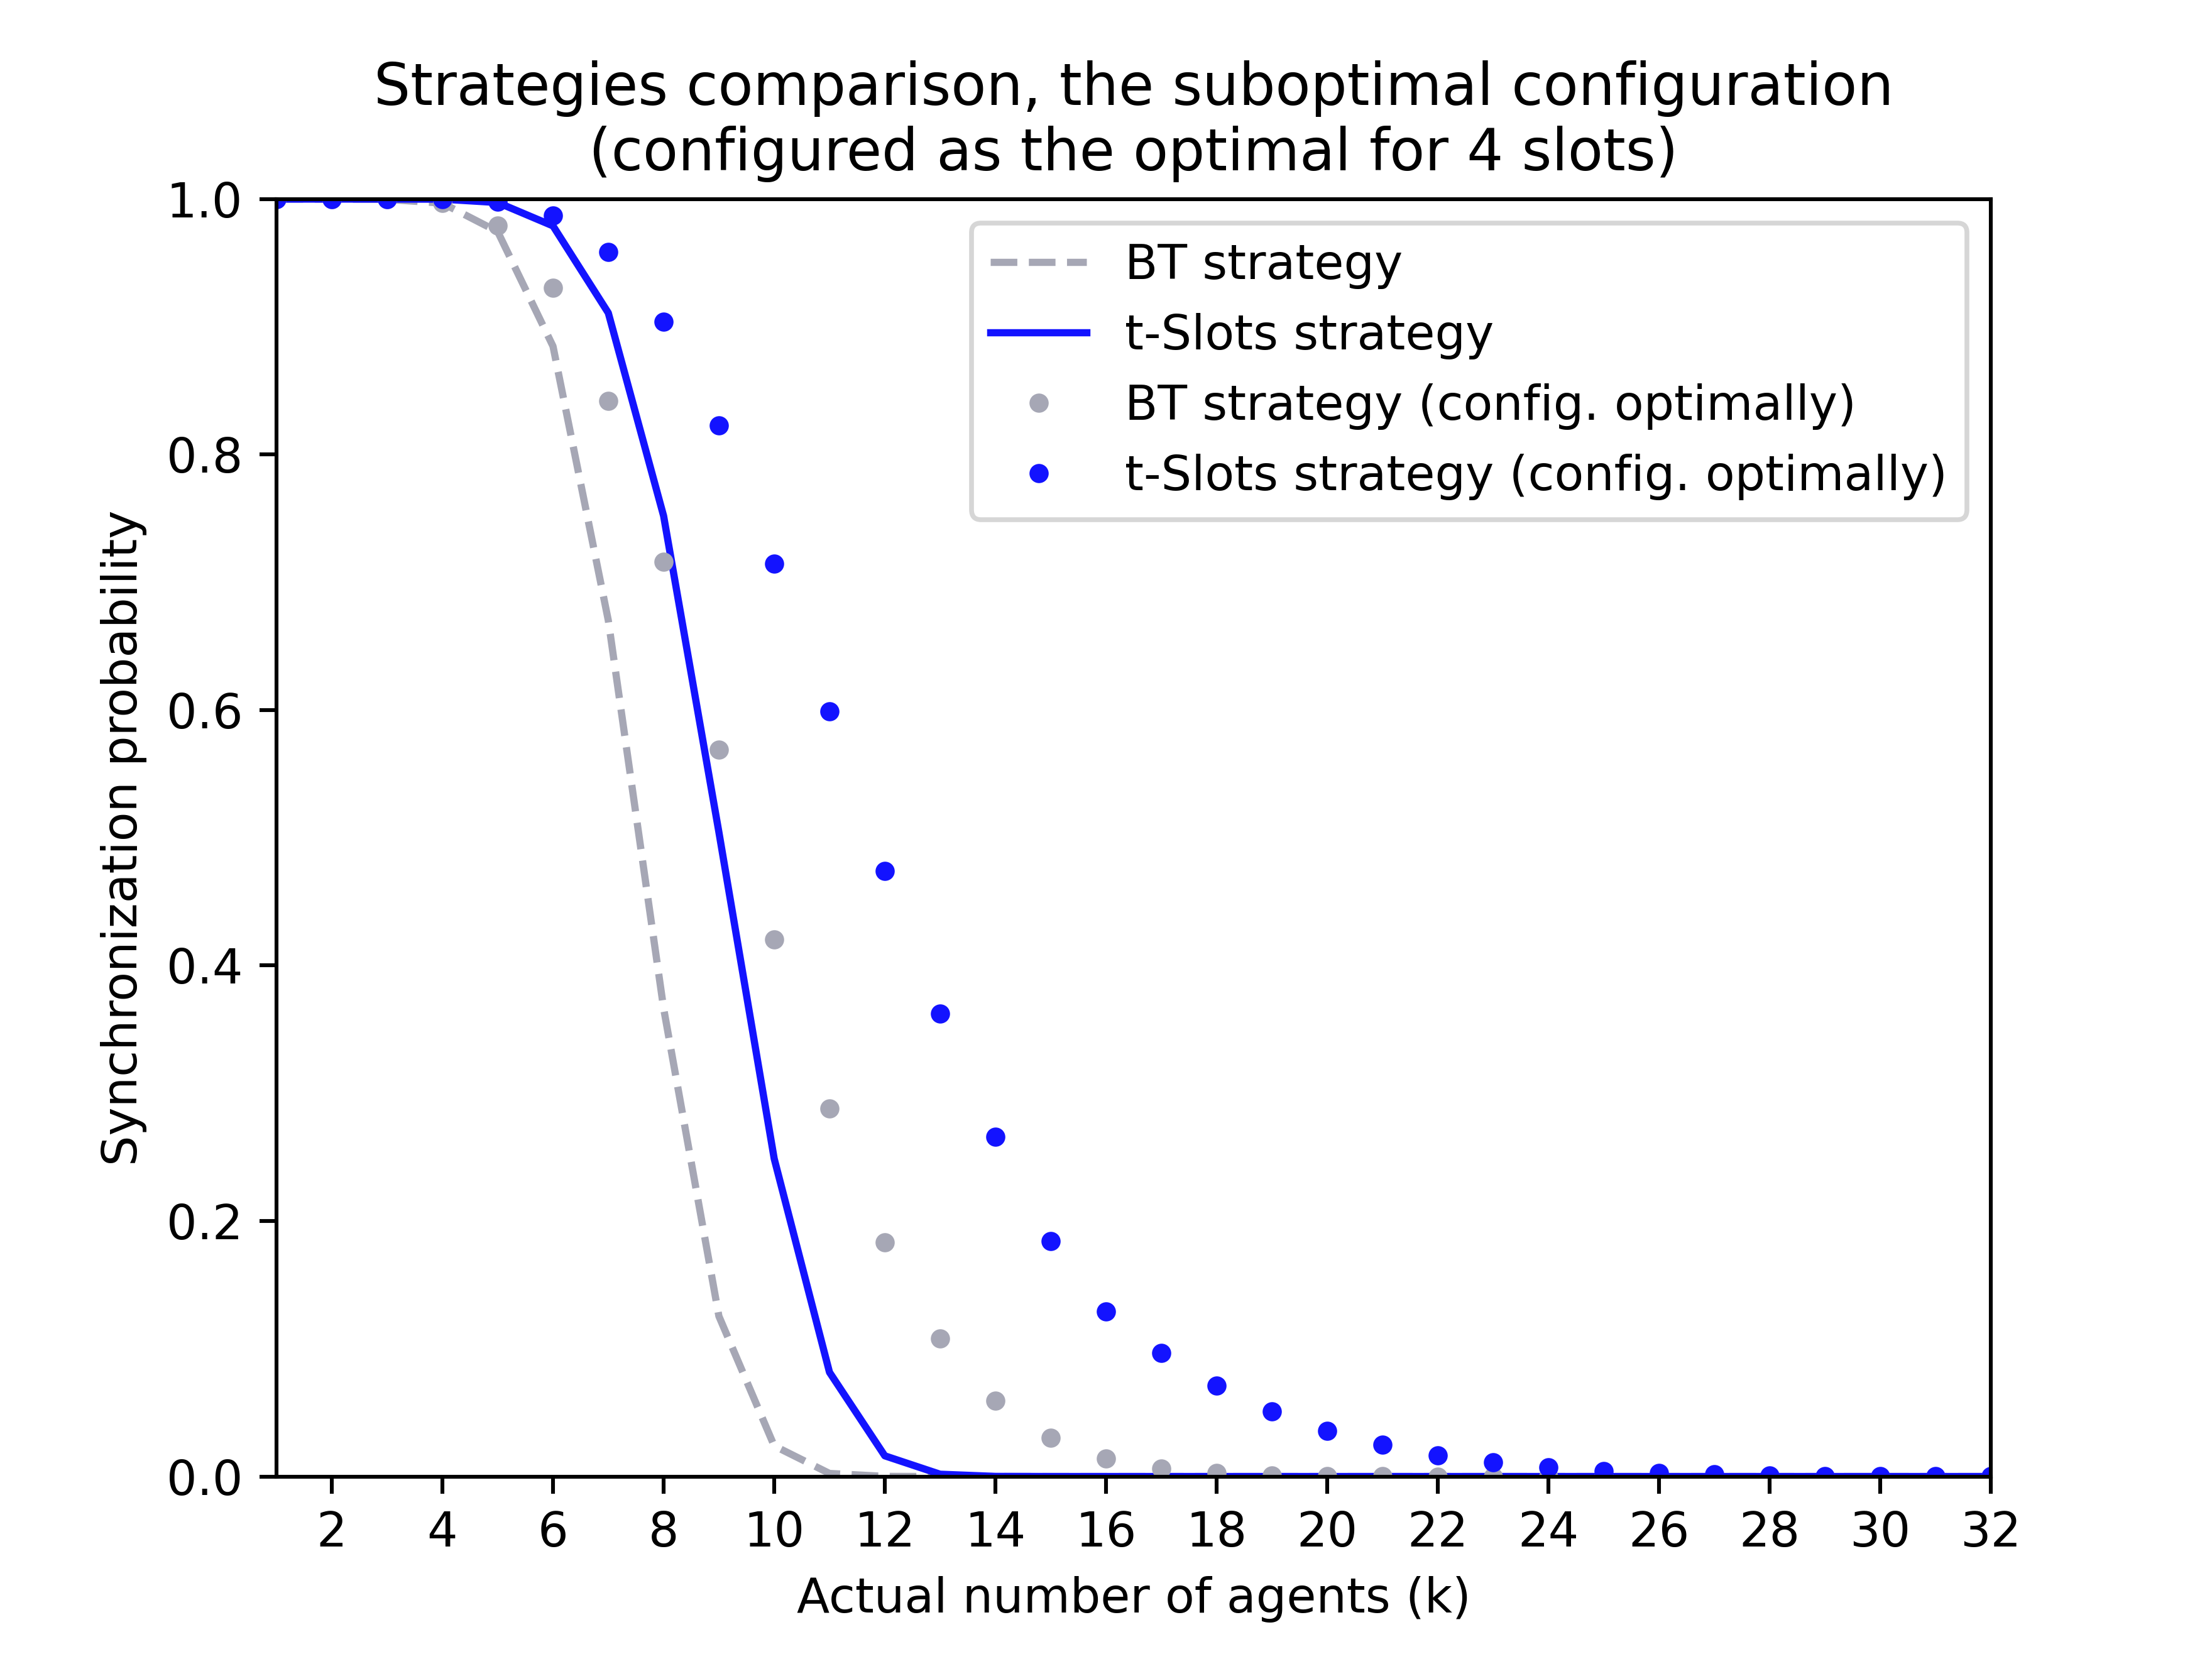 Strategies comparison, the suboptimal configuration
(configured as the optimal for 4 slots)
BT strategy
t-Slots strategy
BT strategy (config. optimally)
t-Slots strategy (config. optimally)
Synchronization probability
1.0
0.8
0.6
0.4
0.2
0.0
2 4 6 8 10 12 14 16 18 20 22 24 26 28 30 32
Actual number of agents (k)